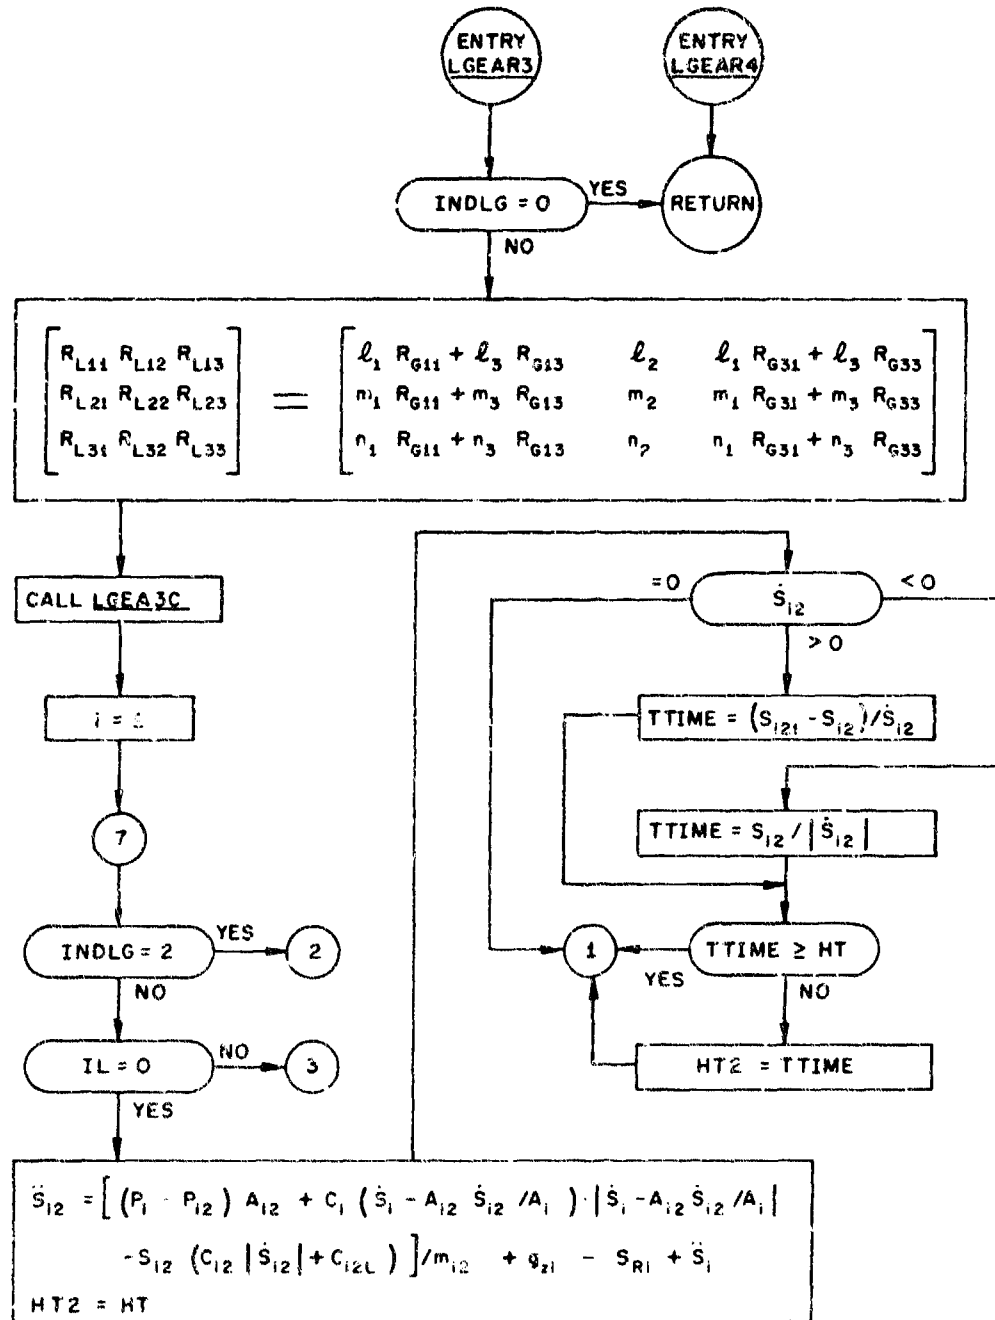 ENTRY
LGEAR3
ENTRY
LGEAR4
INDLG = 0
YES
RETURN
NO
R_L11 R_L12 R_L13
R_L21 R_L22 R_L23
R_L31 R_L32 R_L33
=
ℓ_1 R_G11 + ℓ_3 R_G13 ℓ_2 ℓ_1 R_G31 + ℓ_3 R_G33
m_1 R_G11 + m_3 R_G13 m_2 m_1 R_G31 + m_3 R_G33
n_1 R_G11 + n_3 R_G13 n_2 n_1 R_G31 + n_3 R_G33
CALL LGEA3C
i = 1
7
INDLG = 2
YES
2
NO
IL = 0
NO
3
YES
S̈_i2 = [ (P_i - P_i2) A_i2 + C_i (Ṡ_i - A_i2 Ṡ_i2 /A_i) · |Ṡ_i - A_i2 Ṡ_i2 /A_i|
- S_i2 (C_i2 |Ṡ_i2| + C_i2L) ]/m_i2 + g_zi - S_Ri + S̈_i
HT2 = HT
=0
Ṡ_i2
<0
>0
TTIME = (S_i2t - S_i2)/Ṡ_i2
TTIME = S_i2 / |Ṡ_i2|
1
YES
TTIME ≥ HT
NO
HT2 = TTIME